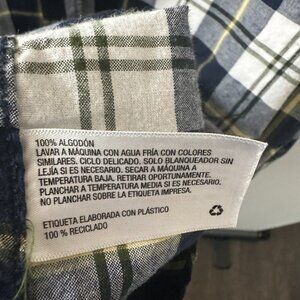 100% ALGODÓN
LAVAR A MÁQUINA CON AGUA FRÍA CON COLORES
SIMILARES. CICLO DELICADO. SOLO BLANQUEADOR SIN
LEJÍA SI ES NECESARIO. SECAR A MÁQUINA A
TEMPERATURA BAJA. RETIRAR OPORTUNAMENTE.
PLANCHAR A TEMPERATURA MEDIA SI ES NECESARIO.
NO PLANCHAR SOBRE LA ETIQUETA IMPRESA.
ETIQUETA ELABORADA CON PLÁSTICO
100 % RECICLADO